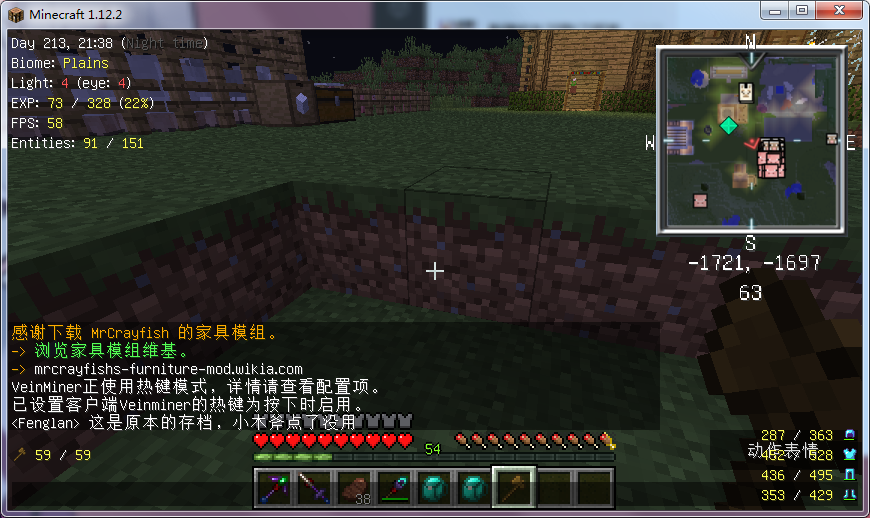 Minecraft 1.12.2
Day 213, 21:38 (Night time)
Biome: Plains
Light: 4 (eye: 4)
EXP: 73 / 328 (22%)
FPS: 58
Entities: 91 / 151
N
W
E
S
-1721, -1697
63
感谢下载 MrCrayfish 的家具模组。
-> 浏览家具模组维基。
-> mrcrayfishs-furniture-mod.wikia.com
VeinMiner正使用热键模式，详情请查看配置项。
已设置客户端Veinminer的热键为按下时启用。
<Fenglan> 这是原本的存档，小木斧点了没用
54
59 / 59
287 / 363
动作表情
436 / 495
353 / 429
38